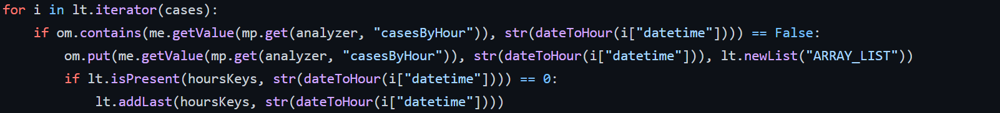 for i in lt.iterator(cases):
    if om.contains(me.getValue(mp.get(analyzer, "casesByHour")), str(dateToHour(i["datetime"]))) == False:
        om.put(me.getValue(mp.get(analyzer, "casesByHour")), str(dateToHour(i["datetime"])), lt.newList("ARRAY_LIST"))
        if lt.isPresent(hoursKeys, str(dateToHour(i["datetime"]))) == 0:
            lt.addLast(hoursKeys, str(dateToHour(i["datetime"])))